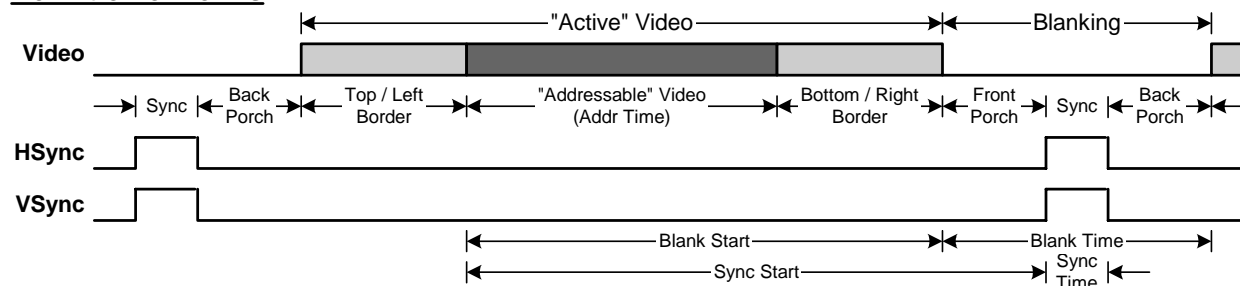 "Active" Video
Blanking
Video
Sync
Back
Porch
Top / Left
Border
"Addressable" Video
(Addr Time)
Bottom / Right
Border
Front
Porch
Sync
Back
Porch
HSync
VSync
Blank Start
Blank Time
Sync Start
Sync
Time